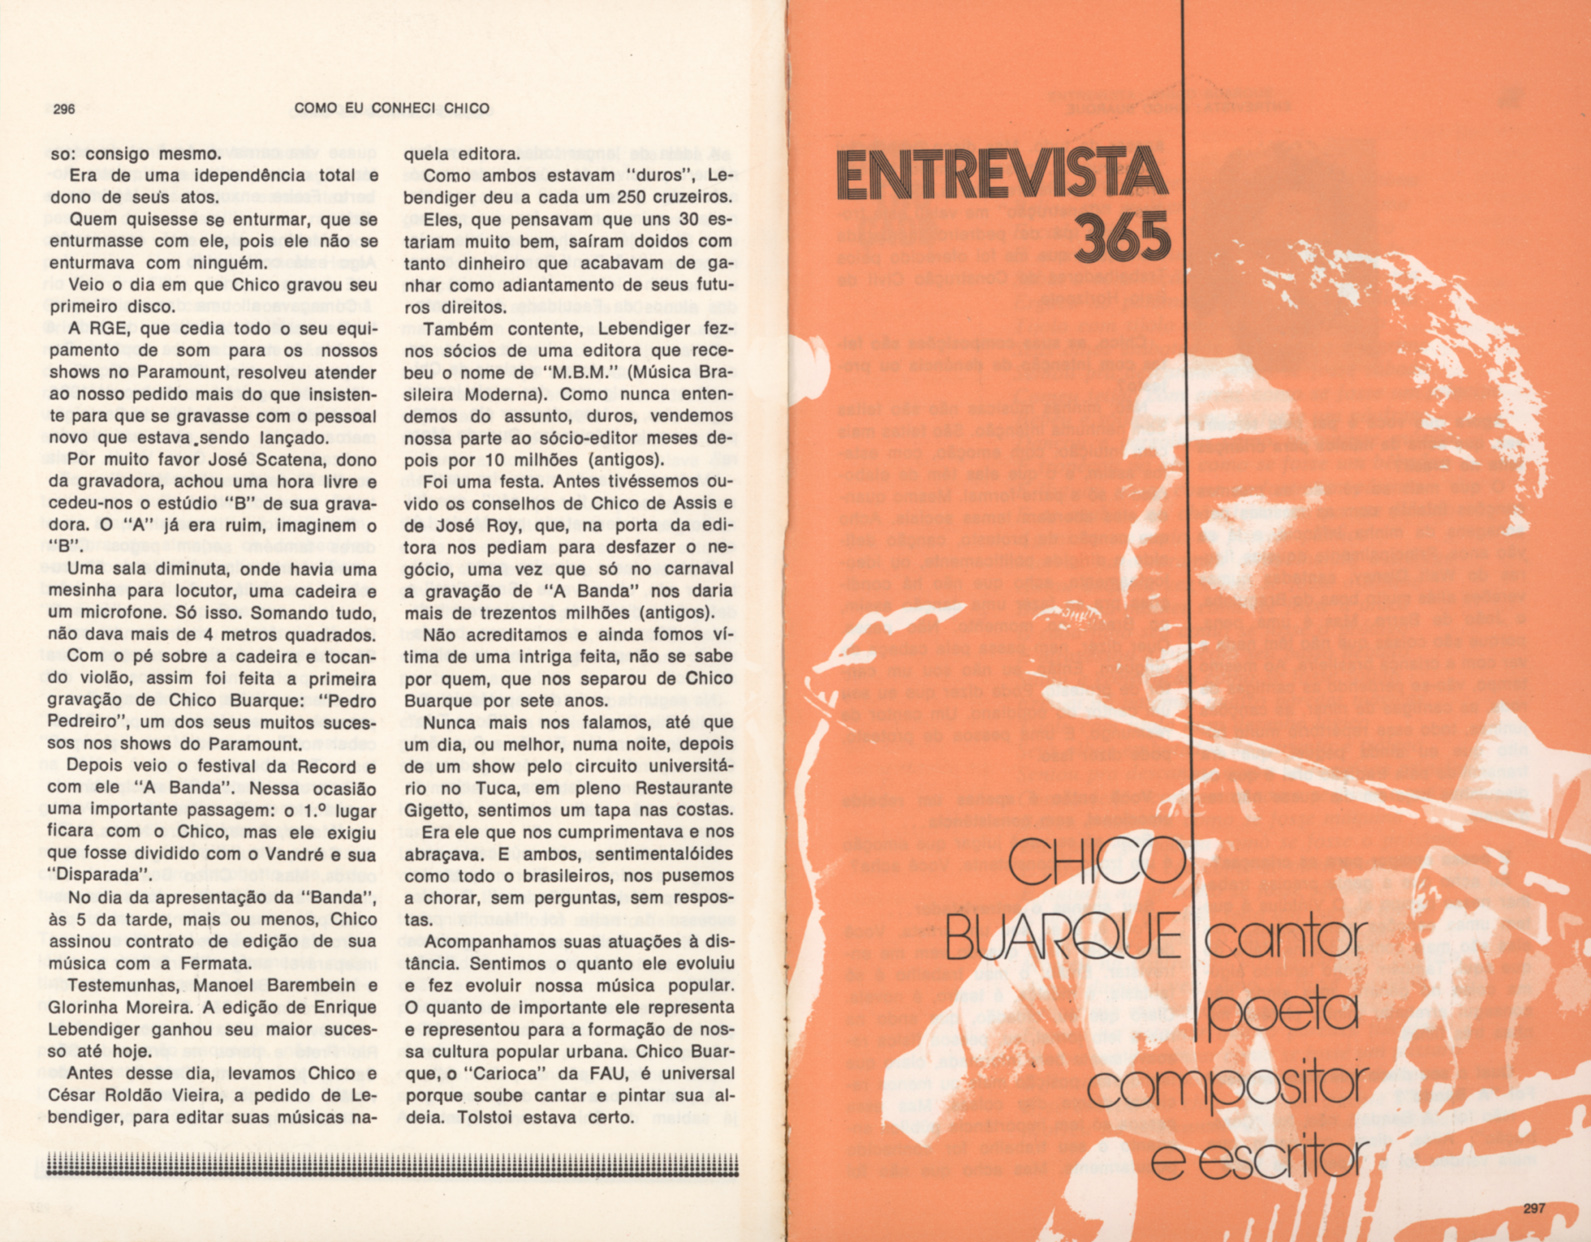 296
COMO EU CONHECI CHICO
so: consigo mesmo.
Era de uma idependência total e
dono de seus atos.
Quem quisesse se enturmar, que se
enturmasse com ele, pois ele não se
enturmava com ninguém.
Veio o dia em que Chico gravou seu
primeiro disco.
A RGE, que cedia todo o seu equi-
pamento de som para os nossos
shows no Paramount, resolveu atender
ao nosso pedido mais do que insisten-
te para que se gravasse com o pessoal
novo que estava sendo lançado.
Por muito favor José Scatena, dono
da gravadora, achou uma hora livre e
cedeu-nos o estúdio “B” de sua grava-
dora. O “A” já era ruim, imaginem o
“B”.
Uma sala diminuta, onde havia uma
mesinha para locutor, uma cadeira e
um microfone. Só isso. Somando tudo,
não dava mais de 4 metros quadrados.
Com o pé sobre a cadeira e tocan-
do violão, assim foi feita a primeira
gravação de Chico Buarque: “Pedro
Pedreiro”, um dos seus muitos suces-
sos nos shows do Paramount.
Depois veio o festival da Record e
com ele “A Banda”. Nessa ocasião
uma importante passagem: o 1.º lugar
ficara com o Chico, mas ele exigiu
que fosse dividido com o Vandré e sua
“Disparada”.
No dia da apresentação da “Banda”,
às 5 da tarde, mais ou menos, Chico
assinou contrato de edição de sua
música com a Fermata.
Testemunhas, Manoel Barembein e
Glorinha Moreira. A edição de Enrique
Lebendiger ganhou seu maior suces-
so até hoje.
Antes desse dia, levamos Chico e
César Roldão Vieira, a pedido de Le-
bendiger, para editar suas músicas na-
quela editora.
Como ambos estavam “duros”, Le-
bendiger deu a cada um 250 cruzeiros.
Eles, que pensavam que uns 30 es-
tariam muito bem, saíram doidos com
tanto dinheiro que acabavam de ga-
nhar como adiantamento de seus futu-
ros direitos.
Também contente, Lebendiger fez-
nos sócios de uma editora que rece-
beu o nome de “M.B.M.” (Música Bra-
sileira Moderna). Como nunca enten-
demos do assunto, duros, vendemos
nossa parte ao sócio-editor meses de-
pois por 10 milhões (antigos).
Foi uma festa. Antes tivéssemos ou-
vido os conselhos de Chico de Assis e
de José Roy, que, na porta da edi-
tora nos pediam para desfazer o ne-
gócio, uma vez que só no carnaval
a gravação de “A Banda” nos daria
mais de trezentos milhões (antigos).
Não acreditamos e ainda fomos ví-
tima de uma intriga feita, não se sabe
por quem, que nos separou de Chico
Buarque por sete anos.
Nunca mais nos falamos, até que
um dia, ou melhor, numa noite, depois
de um show pelo circuito universitá-
rio no Tuca, em pleno Restaurante
Gigetto, sentimos um tapa nas costas.
Era ele que nos cumprimentava e nos
abraçava. E ambos, sentimentalóides
como todo o brasileiros, nos pusemos
a chorar, sem perguntas, sem respos-
tas.
Acompanhamos suas atuações à dis-
tância. Sentimos o quanto ele evoluiu
e fez evoluir nossa música popular.
O quanto de importante ele representa
e representou para a formação de nos-
sa cultura popular urbana. Chico Buar-
que, o “Carioca” da FAU, é universal
porque soube cantar e pintar sua al-
deia. Tolstoi estava certo.
ENTREVISTA
365
CHICO
BUARQUE cantor
poeta
compositor
e escritor
297